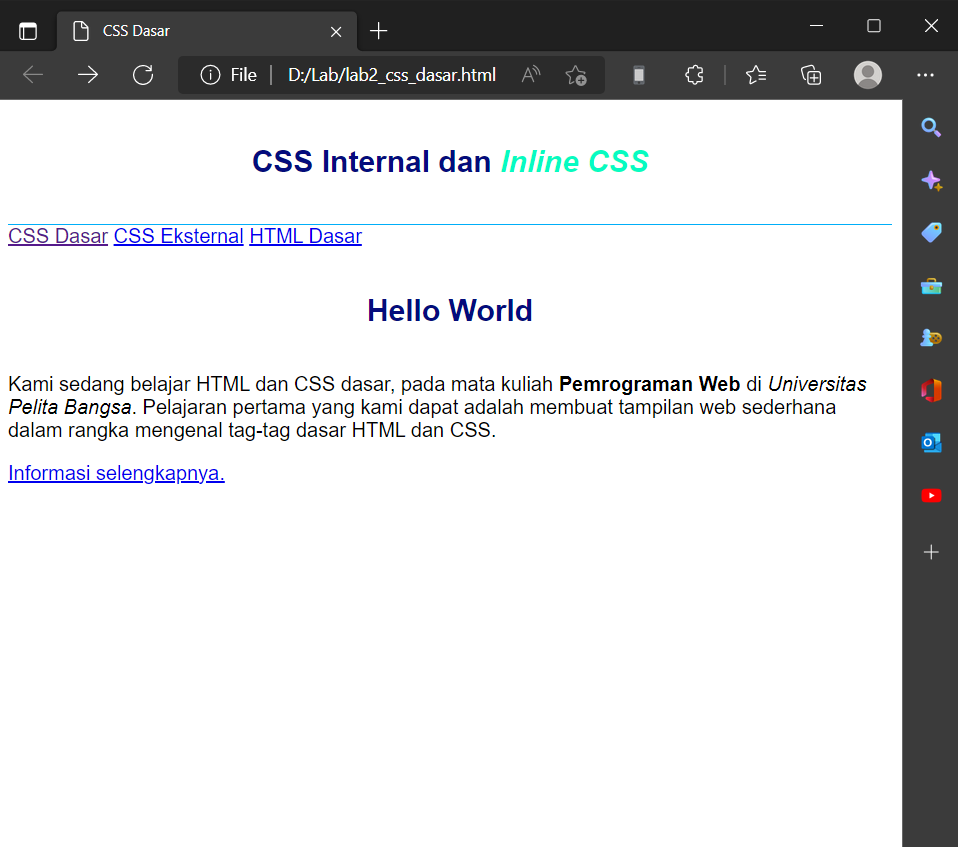 CSS Dasar
File
D:/Lab/lab2_css_dasar.html
CSS Internal dan Inline CSS
CSS Dasar CSS Eksternal HTML Dasar
Hello World
Kami sedang belajar HTML dan CSS dasar, pada mata kuliah Pemrograman Web di Universitas
Pelita Bangsa. Pelajaran pertama yang kami dapat adalah membuat tampilan web sederhana
dalam rangka mengenal tag-tag dasar HTML dan CSS.
Informasi selengkapnya.